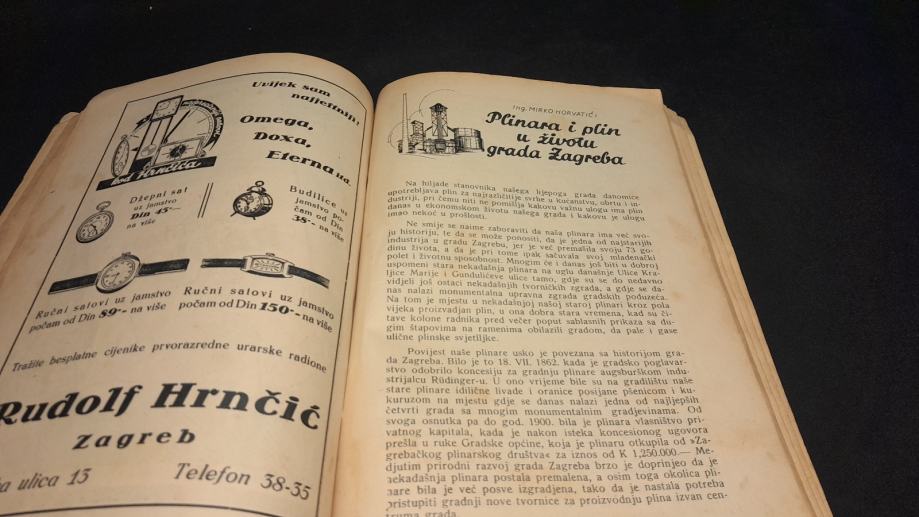 Uvijek sam
najjeftiniji!
Omega,
Doxa,
Eterna ua.
kod Hrnčića
Džepni sat
uz jamstvo
Din 45·—
na više
Budilice uz
jamstvo po-
čam od Din
38·— na više
Ručni satovi uz jamstvo
počam od Din 89·— na više
Ručni satovi uz jamstvo
počam od Din 150·— na više
Tražite besplatne cijenike prvorazredne urarske radione
Rudolf Hrnčić
Zagreb
ulica 13
Telefon 38-35
Ing. MIRKO HORVATIĆ:
Plinara i plin
u životu
grada Zagreba
Na hiljade stanovnika našega lijepoga grada danomice
upotrebljava plin za najrazličitije svrhe u kućanstvu, obrtu i in-
dustriji, pri čemu niti ne pomišlja kakovu važnu ulogu ima plin
danas u ekonomskom životu našega grada i kakovu je ulogu
imao nekoć u prošlosti.
Ne smije se naime zaboraviti da naša plinara ima već svo-
ju historiju, te da se može ponositi, da je jedna od najstarijih
industrija u gradu Zagrebu, jer je već premašila svoju 73 go-
dinu života, a da je pri tome ipak sačuvala svoj mladenački
polet i životnu sposobnost. Mnogim će i danas još biti u dobroj
uspomeni stara nekadašnja plinara na uglu današnje Ulice Kra-
ljice Marije i Gundulićeve ulice tamo, gdje su se do nedavno
vidjeli još ostaci nekadašnjih tvorničkih zgrada, a gdje se da-
nas nalazi monumentalna upravna zgrada gradskih poduzeća.
Na tom je mjestu u nekadašnjoj našoj staroj plinari kroz pola
vijeka proizvadjan plin, u ona dobra stara vremena, kad su či-
tave kolone radnika pred večer poput sablasnih prikaza sa du-
gim štapovima na ramenima obilazili gradom, da pale i gase
ulične plinske svjetiljke.
Povijest naše plinare usko je povezana sa historijom gra-
da Zagreba. Bilo je to 18. VII. 1862. kada je gradsko poglavar-
stvo odobrilo koncesiju za gradnju plinare augsburškom indu-
strijalcu Rüdinger-u. U ono vrijeme bile su na gradilištu naše
stare plinare idilične livade i oranice posijane pšenicom i ku-
kuruzom na mjestu gdje se danas nalazi jedna od najljepših
četvrti grada sa mnogim monumentalnim gradjevinama. Od
svoga osnutka pa do god. 1900. bila je plinara vlasništvo pri-
vatnog kapitala, kada je nakon isteka koncesionog ugovora
prešla u ruke Gradske općine, koja je plinaru otkupila od »Za-
grebačkog plinarskog društva« za iznos od K 1,250.000.— Me-
djutim prirodni razvoj grada Zagreba brzo je doprinjeo da je
nekadašnja plinara postala premalena, a osim toga okolica pli-
nare bila je već posve izgradjena, tako da je nastala potreba
pristupiti gradnji nove tvornice za proizvodnju plina izvan cen-
truma grada.